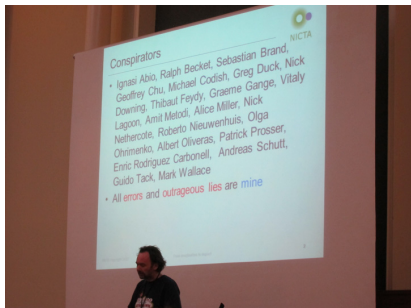 NICTA
Conspirators
• Ignasi Abio, Ralph Becket, Sebastian Brand,
Geoffrey Chu, Michael Codish, Greg Duck, Nick
Downing, Thibaut Feydy, Graeme Gange, Vitaly
Lagoon, Amit Metodi, Alice Miller, Nick
Nethercote, Roberto Nieuwenhuis, Olga
Ohrimenko, Albert Oliveras, Patrick Prosser,
Enric Rodriguez Carbonell, Andreas Schutt,
Guido Tack, Mark Wallace
• All errors and outrageous lies are mine